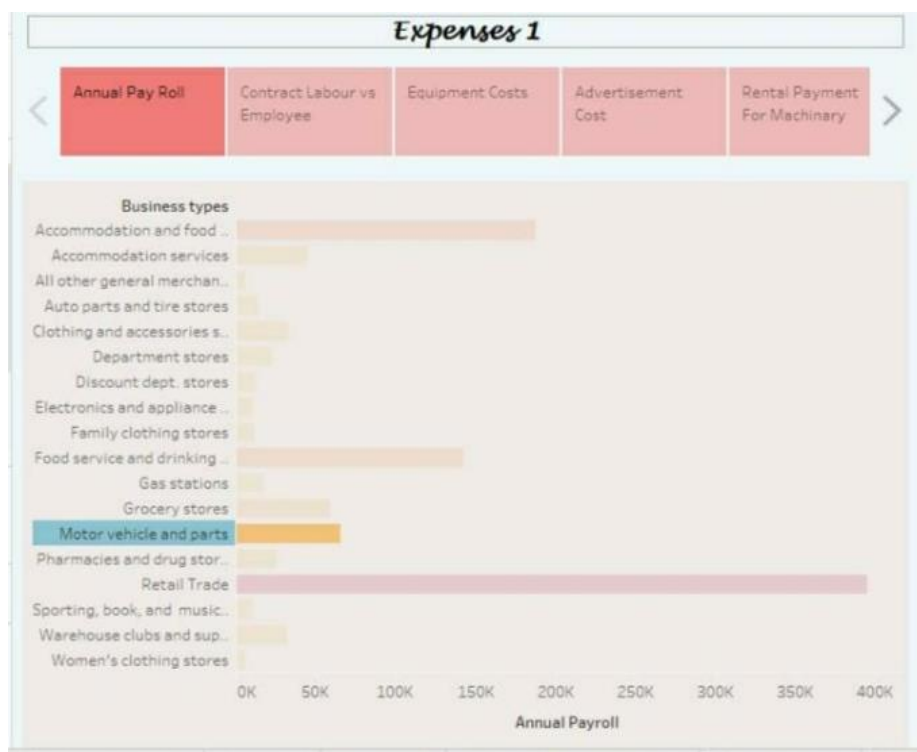 Expenses 1
Annual Pay Roll
Contract Labour vs
Employee
Equipment Costs
Advertisement
Cost
Rental Payment
For Machinary
Business types
Accommodation and food ..
Accommodation services
All other general merchan..
Auto parts and tire stores
Clothing and accessories s..
Department stores
Discount dept. stores
Electronics and appliance ..
Family clothing stores
Food service and drinking ..
Gas stations
Grocery stores
Motor vehicle and parts
Pharmacies and drug stor..
Retail Trade
Sporting, book, and music..
Warehouse clubs and sup..
Women's clothing stores
0K 50K 100K 150K 200K 250K 300K 350K 400K
Annual Payroll